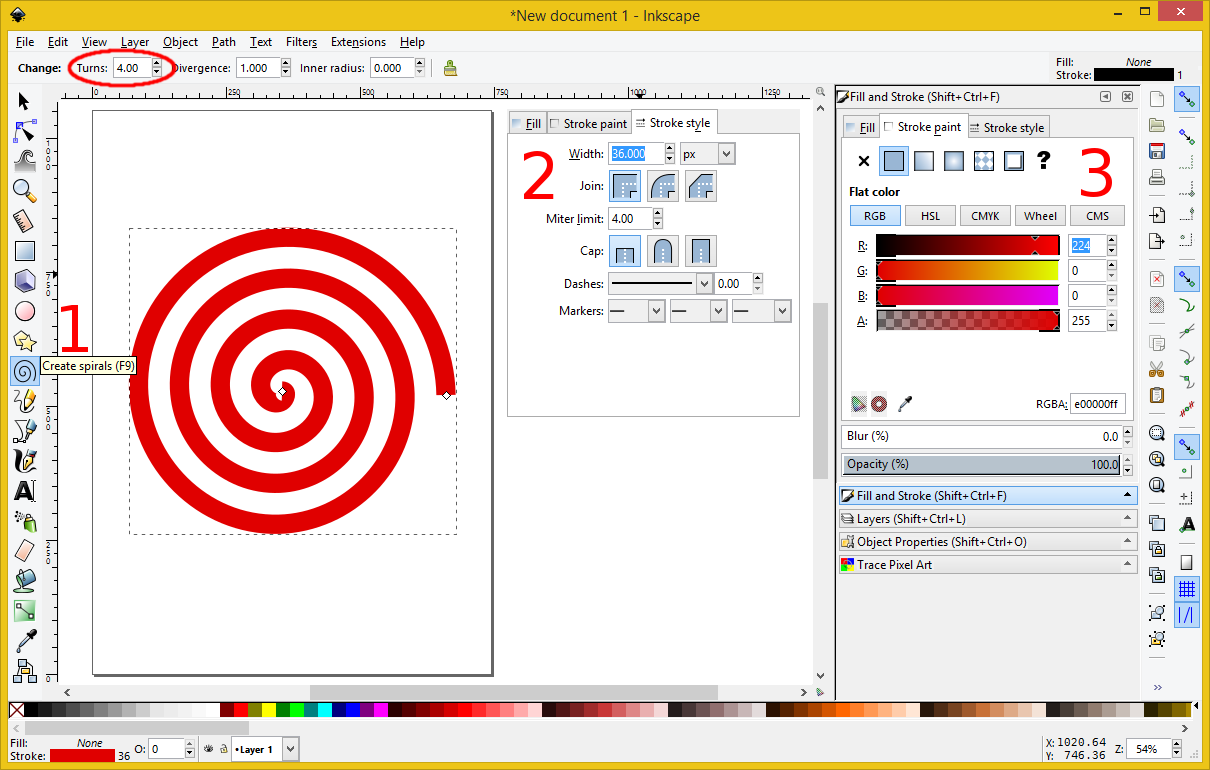 *New document 1 - Inkscape
File Edit View Layer Object Path Text Filters Extensions Help
Change: Turns: 4.00 Divergence: 1.000 Inner radius: 0.000
Fill: None
Stroke: 1
0 250 500 750 1000 1250
1000
750
500
250
0
1
Create spirals (F9)
Fill Stroke paint Stroke style
2
Width: 36.000 px
Join:
Miter limit: 4.00
Cap:
Dashes: 0.00
Markers:
Fill and Stroke (Shift+Ctrl+F)
Fill Stroke paint Stroke style
? 3
Flat color
RGB HSL CMYK Wheel CMS
R: 224
G: 0
B: 0
A: 255
RGBA: e00000ff
Blur (%) 0.0
Opacity (%) 100.0
Fill and Stroke (Shift+Ctrl+F)
Layers (Shift+Ctrl+L)
Object Properties (Shift+Ctrl+O)
Trace Pixel Art
Fill: None
Stroke: 36
O: 0
•Layer 1
X: 1020.64
Y: 746.36
Z: 54%